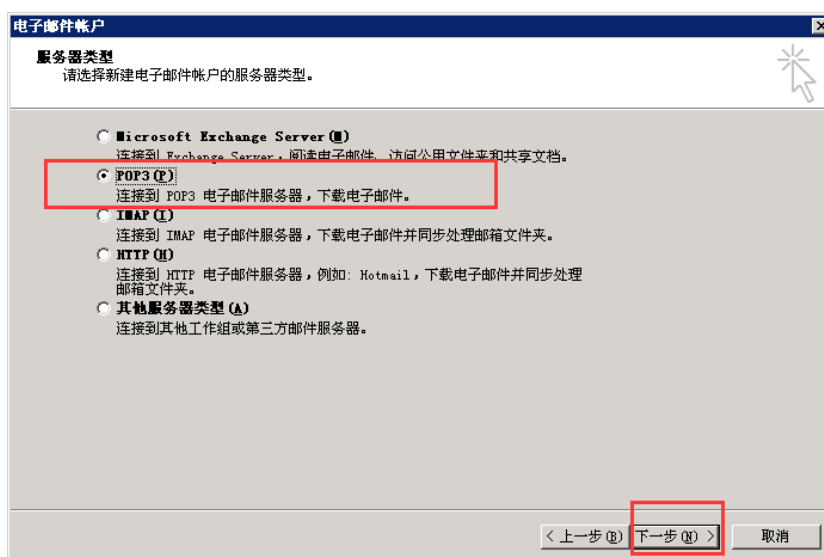 电子邮件帐户
服务器类型
请选择新建电子邮件帐户的服务器类型。
Microsoft Exchange Server(M)
连接到 Exchange Server，阅读电子邮件、访问公用文件夹和共享文档。
POP3(P)
连接到 POP3 电子邮件服务器，下载电子邮件。
IMAP(I)
连接到 IMAP 电子邮件服务器，下载电子邮件并同步处理邮箱文件夹。
HTTP(H)
连接到 HTTP 电子邮件服务器，例如: Hotmail，下载电子邮件并同步处理
邮箱文件夹。
其他服务器类型(A)
连接到其他工作组或第三方邮件服务器。
< 上一步(B) 下一步(N) > 取消